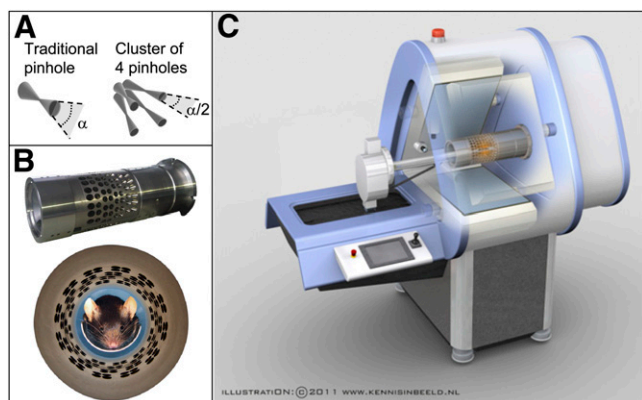 A
Traditional
pinhole
α
Cluster of
4 pinholes
α/2
B
C
ILLUSTRATION: © 2011 WWW.KENNISINBEELD.NL